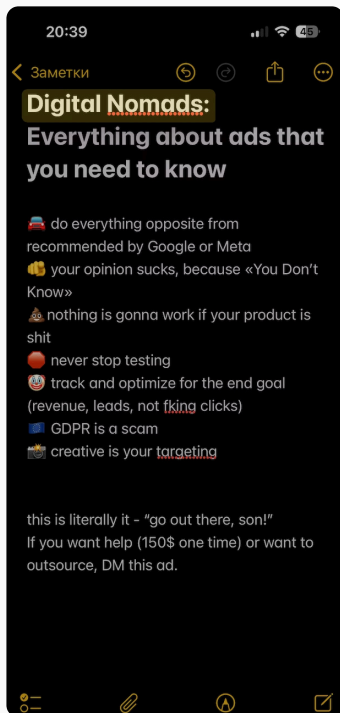 20:39
45
Заметки
Digital Nomads:
Everything about ads that
you need to know
🚘 do everything opposite from
recommended by Google or Meta
🫵 your opinion sucks, because «You Don’t
Know»
💩nothing is gonna work if your product is
shit
🛑 never stop testing
🤡 track and optimize for the end goal
(revenue, leads, not fking clicks)
🇪🇺 GDPR is a scam
📸 creative is your targeting
this is literally it - “go out there, son!”
If you want help (150$ one time) or want to
outsource, DM this ad.